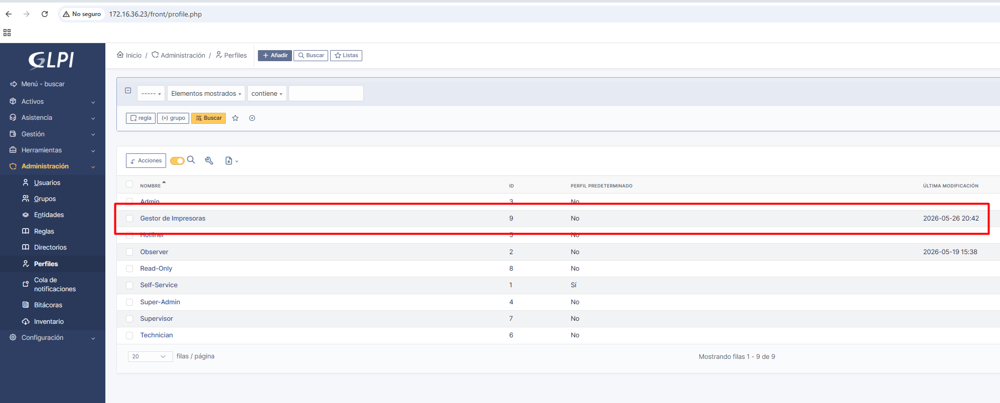 No seguro 172.16.36.23/front/profile.php
GLPI
Menú - buscar
Activos
Asistencia
Gestión
Herramientas
Administración
Usuarios
Grupos
Entidades
Reglas
Directorios
Perfiles
Cola de
notificaciones
Bitácoras
Inventario
Configuración
Inicio / Administración / Perfiles
Añadir Buscar Listas
----- Elementos mostrados contiene
regla (+) grupo Buscar
Acciones
NOMBRE ID PERFIL PREDETERMINADO ÚLTIMA MODIFICACIÓN
Admin 3 No
Gestor de Impresoras 9 No 2026-05-26 20:42
Hotliner 5 No
Observer 2 No 2026-05-19 15:38
Read-Only 8 No
Self-Service 1 Sí
Super-Admin 4 No
Supervisor 7 No
Technician 6 No
20 filas / página
Mostrando filas 1 - 9 de 9